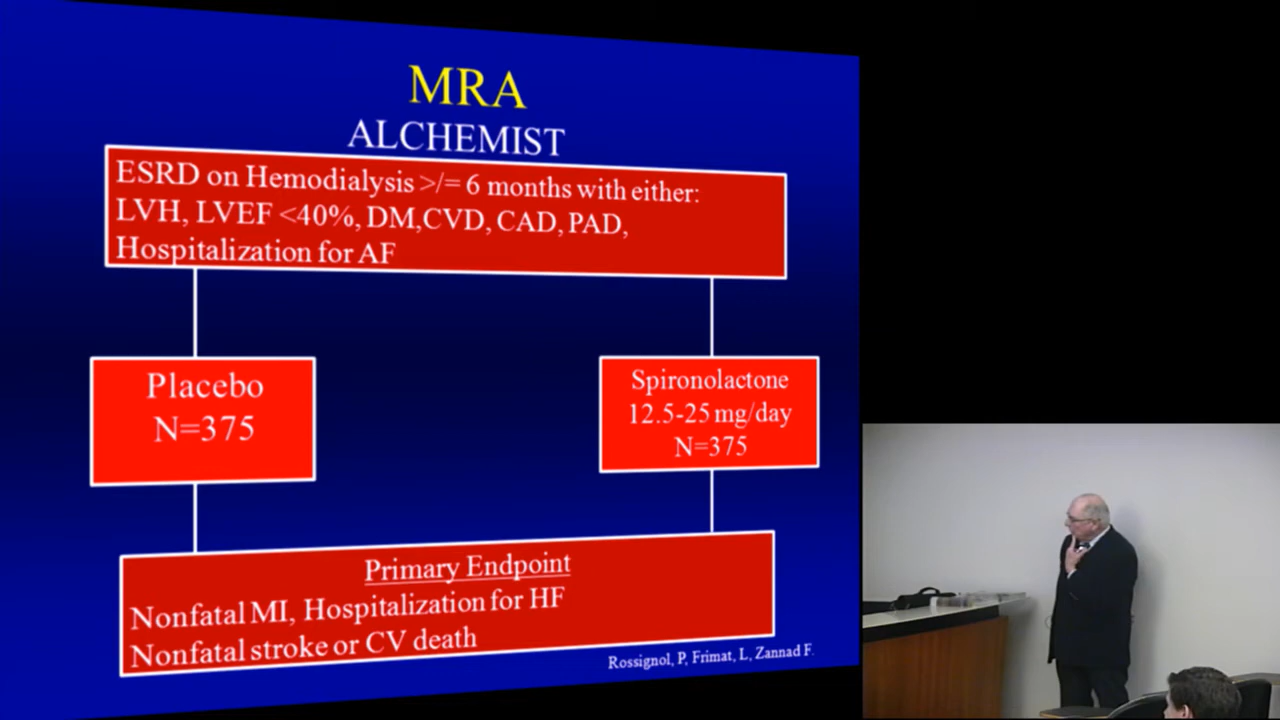 MRA
ALCHEMIST
ESRD on Hemodialysis >/= 6 months with either:
LVH, LVEF <40%, DM,CVD, CAD, PAD,
Hospitalization for AF
Placebo
N=375
Spironolactone
12.5-25 mg/day
N=375
Primary Endpoint
Nonfatal MI, Hospitalization for HF
Nonfatal stroke or CV death
Rossignol, P, Frimat, L, Zannad F.